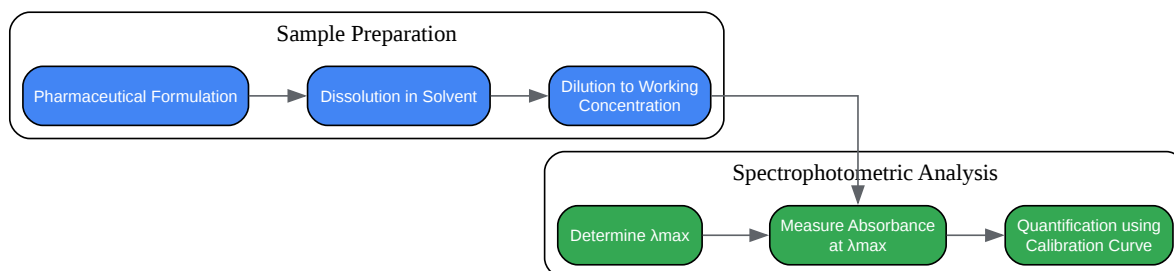 Sample Preparation
Pharmaceutical Formulation
Dissolution in Solvent
Dilution to Working
Concentration
Spectrophotometric Analysis
Determine λmax
Measure Absorbance
at λmax
Quantification using
Calibration Curve